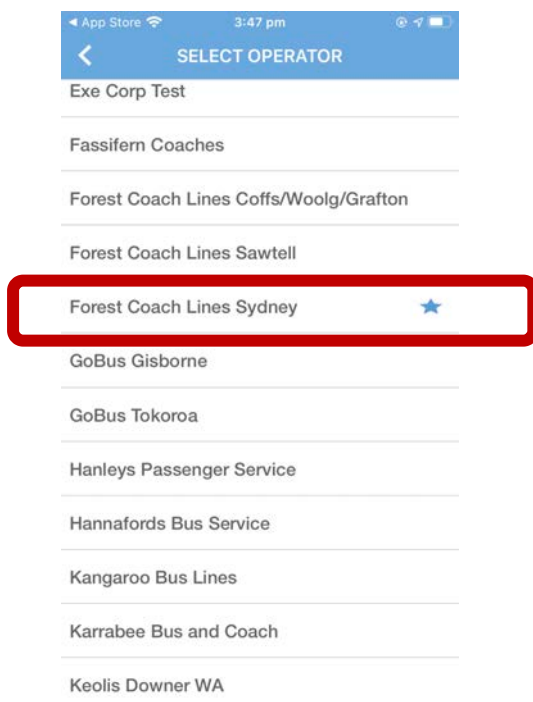 App Store 3:47 pm
SELECT OPERATOR
Exe Corp Test
Fassifern Coaches
Forest Coach Lines Coffs/Woolg/Grafton
Forest Coach Lines Sawtell
Forest Coach Lines Sydney
GoBus Gisborne
GoBus Tokoroa
Hanleys Passenger Service
Hannafords Bus Service
Kangaroo Bus Lines
Karrabee Bus and Coach
Keolis Downer WA